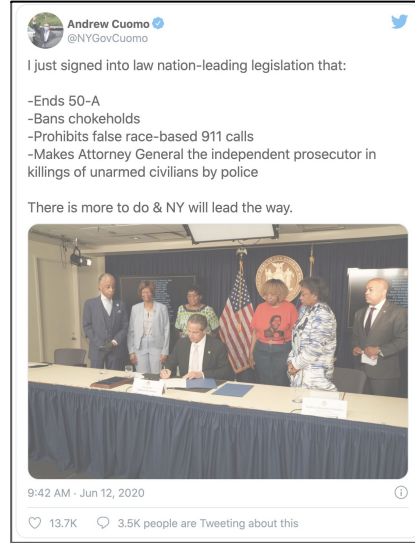 Andrew Cuomo
@NYGovCuomo
I just signed into law nation-leading legislation that:
-Ends 50-A
-Bans chokeholds
-Prohibits false race-based 911 calls
-Makes Attorney General the independent prosecutor in
killings of unarmed civilians by police
There is more to do & NY will lead the way.
9:42 AM · Jun 12, 2020
13.7K 3.5K people are Tweeting about this